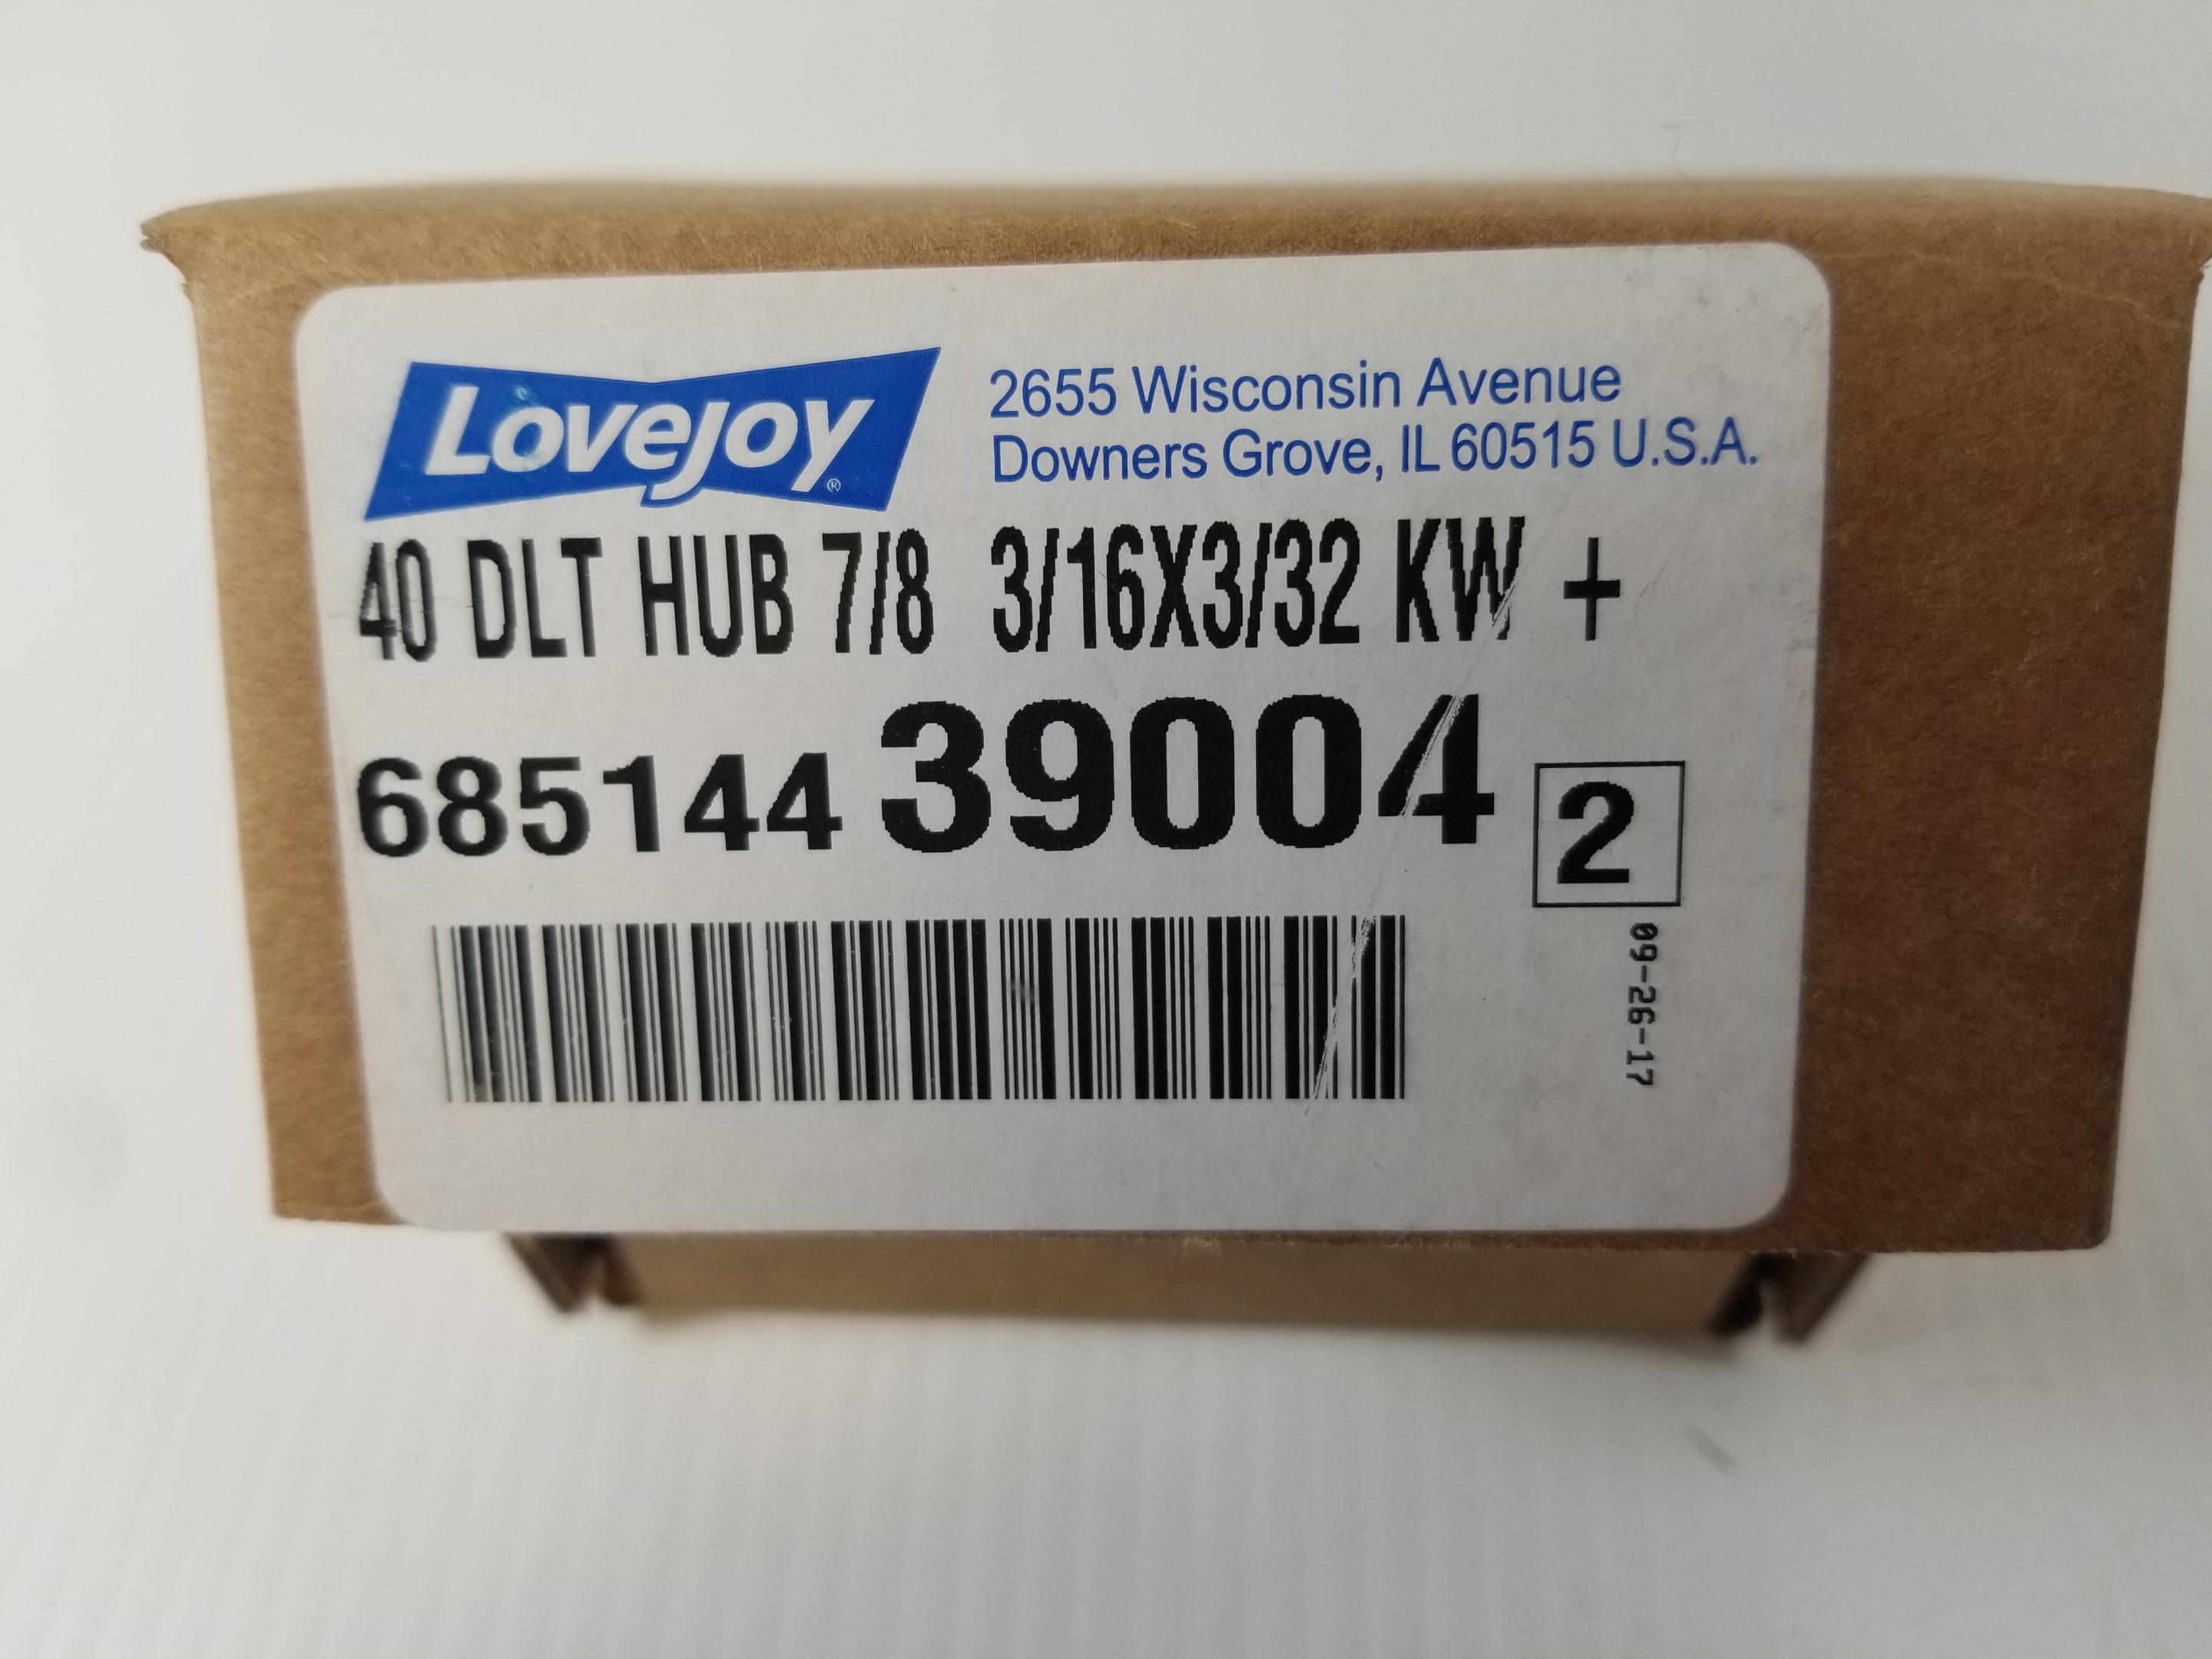 Lovejoy®
2655 Wisconsin Avenue
Downers Grove, IL 60515 U.S.A.
40 DLT HUB 7/8 3/16X3/32 KW +
685144 39004 2
09-26-17